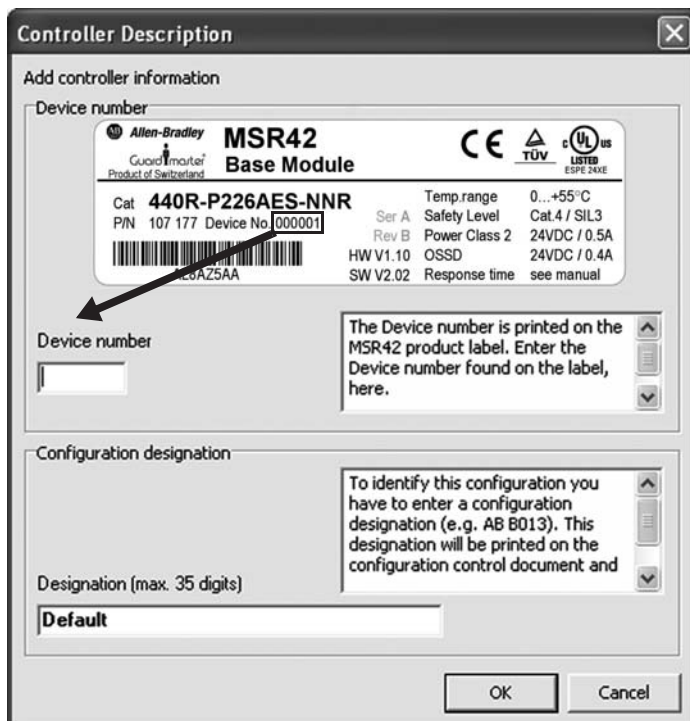 Controller Description
Add controller information
Device number
AB Allen-Bradley
Guardmaster
Product of Switzerland
MSR42
Base Module
CE
TÜV
c UL us
LISTED
ESPE 24XE
Cat 440R-P226AES-NNR
P/N 107 177 Device No. 000001
Ser A
Rev B
HW V1.10
SW V2.02
Temp.range 0...+55°C
Safety Level Cat.4 / SIL3
Power Class 2 24VDC / 0.5A
OSSD 24VDC / 0.4A
Response time see manual
Device number
The Device number is printed on the
MSR42 product label. Enter the
Device number found on the label,
here.
Configuration designation
To identify this configuration you
have to enter a configuration
designation (e.g. AB B013). This
designation will be printed on the
configuration control document and
Designation (max. 35 digits)
Default
OK
Cancel